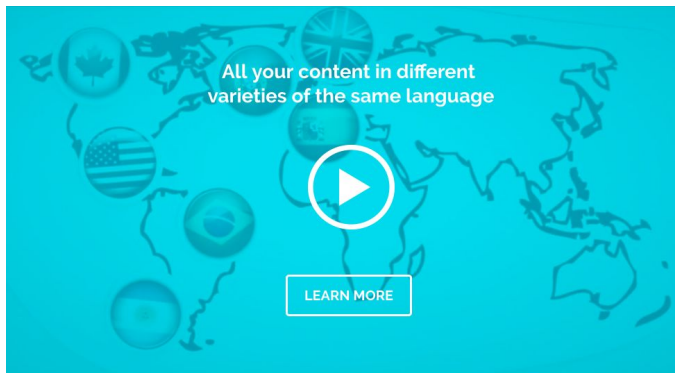 All your content in different
varieties of the same language
LEARN MORE